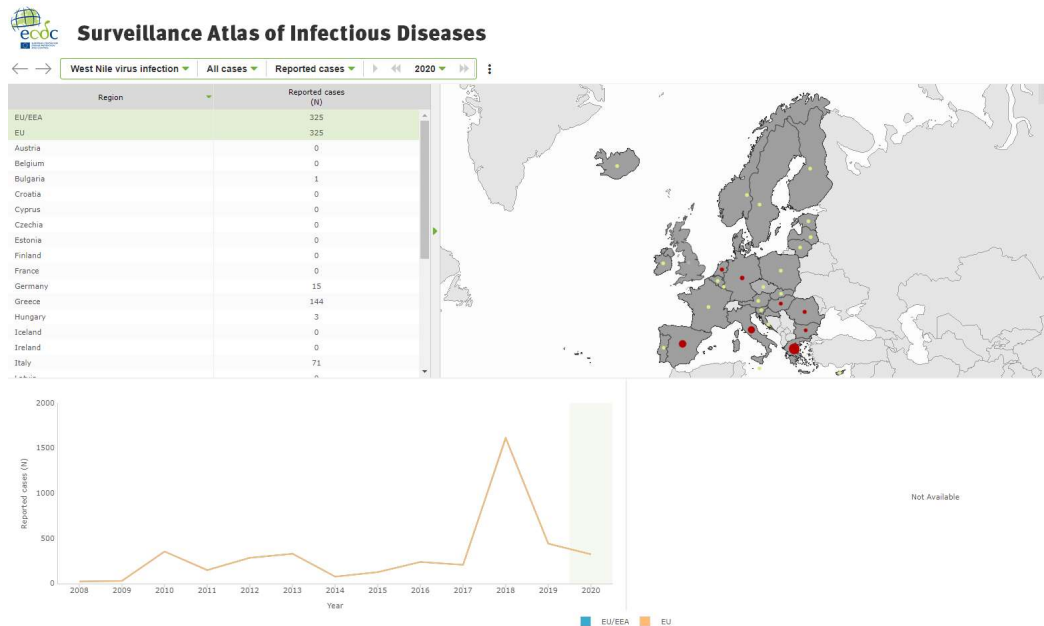 ecdc
Surveillance Atlas of Infectious Diseases
West Nile virus infection All cases Reported cases 2020
Region Reported cases (N)
EU/EEA 325
EU 325
Austria 0
Belgium 0
Bulgaria 1
Croatia 0
Cyprus 0
Czechia 0
Estonia 0
Finland 0
France 0
Germany 15
Greece 144
Hungary 3
Iceland 0
Ireland 0
Italy 71
2000
1500
1000
500
0
Reported cases (N)
2008 2009 2010 2011 2012 2013 2014 2015 2016 2017 2018 2019 2020
Year
Not Available
EU/EEA EU